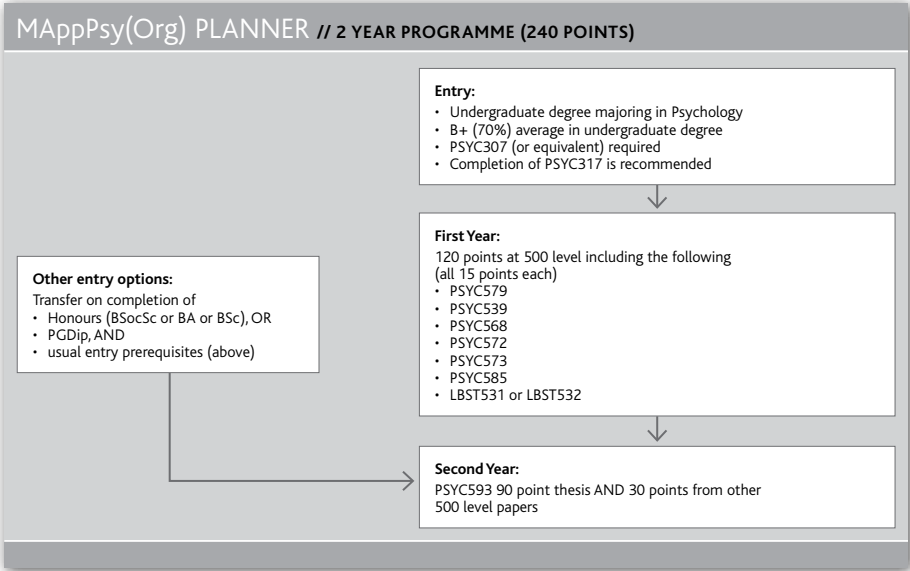 MAppPsy(Org) PLANNER // 2 YEAR PROGRAMME (240 POINTS)
Entry:
• Undergraduate degree majoring in Psychology
• B+ (70%) average in undergraduate degree
• PSYC307 (or equivalent) required
• Completion of PSYC317 is recommended
First Year:
120 points at 500 level including the following
(all 15 points each)
• PSYC579
• PSYC539
• PSYC568
• PSYC572
• PSYC573
• PSYC585
• LBST531 or LBST532
Other entry options:
Transfer on completion of
• Honours (BSocSc or BA or BSc), OR
• PGDip, AND
• usual entry prerequisites (above)
Second Year:
PSYC593 90 point thesis AND 30 points from other
500 level papers